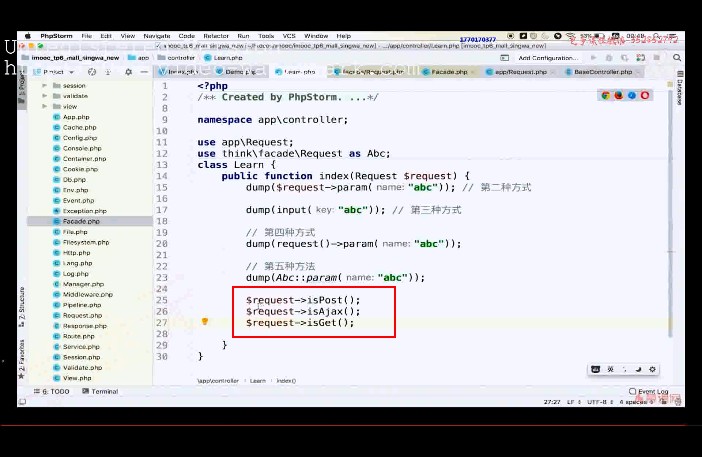 PhpStorm File Edit View Navigate Code Refactor Run Tools VCS Window Help
1770170377
imooc_tp6_mall_singwa_new app controller Learn.php
Add Configuration...
Demo.php Facade.php app/Request.php BaseController.php
session
validate
view
App.php
Cache.php
Config.php
Console.php
Container.php
Cookie.php
Db.php
Env.php
Event.php
Exception.php
Facade.php
File.php
Filesystem.php
Http.php
Lang.php
Log.php
Manager.php
Middleware.php
Pipeline.php
Request.php
Response.php
Route.php
Service.php
Session.php
Validate.php
View.php
1 <?php
2 /** Created by PhpStorm. ...*/
8
9 namespace app\controller;
10
11 use app\Request;
12 use think\facade\Request as Abc;
13 class Learn {
14 public function index(Request $request) {
15 dump($request->param( name: "abc")); // 第二种方式
16
17 dump(input( key: "abc")); // 第三种方式
18
19 // 第四种方式
20 dump(request()->param( name: "abc"));
21
22 // 第五种方法
23 dump(Abc::param( name: "abc"));
24
25 $request->isPost();
26 $request->isAjax();
27 $request->isGet();
28
29 }
30 }
\app\controller Learn index()
6: TODO Terminal Event Log
27:27 LF UTF-8 4 spaces
Database
Z: Structure
2: Favorites